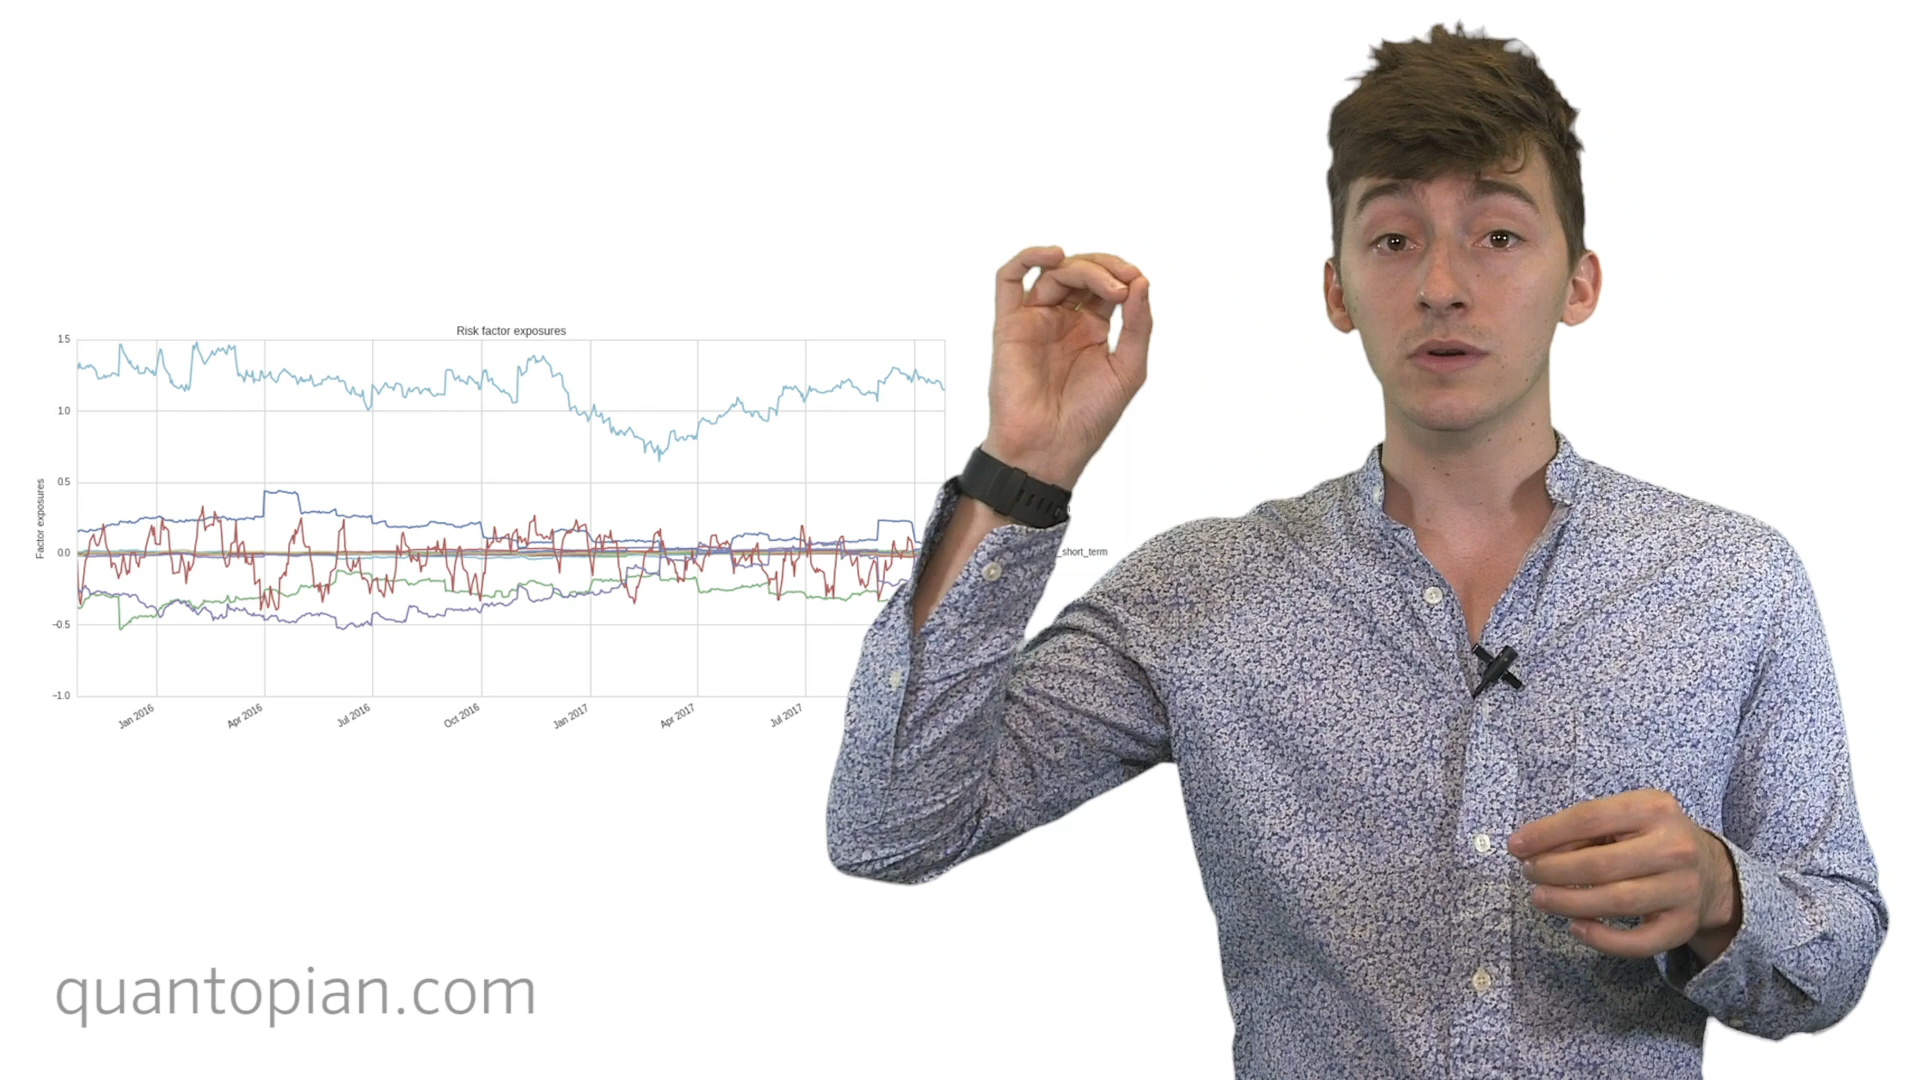 Risk factor exposures
1.5
1.0
0.5
0.0
−0.5
−1.0
Factor exposures
Jan 2016
Apr 2016
Jul 2016
Oct 2016
Jan 2017
Apr 2017
Jul 2017
_short_term
quantopian.com